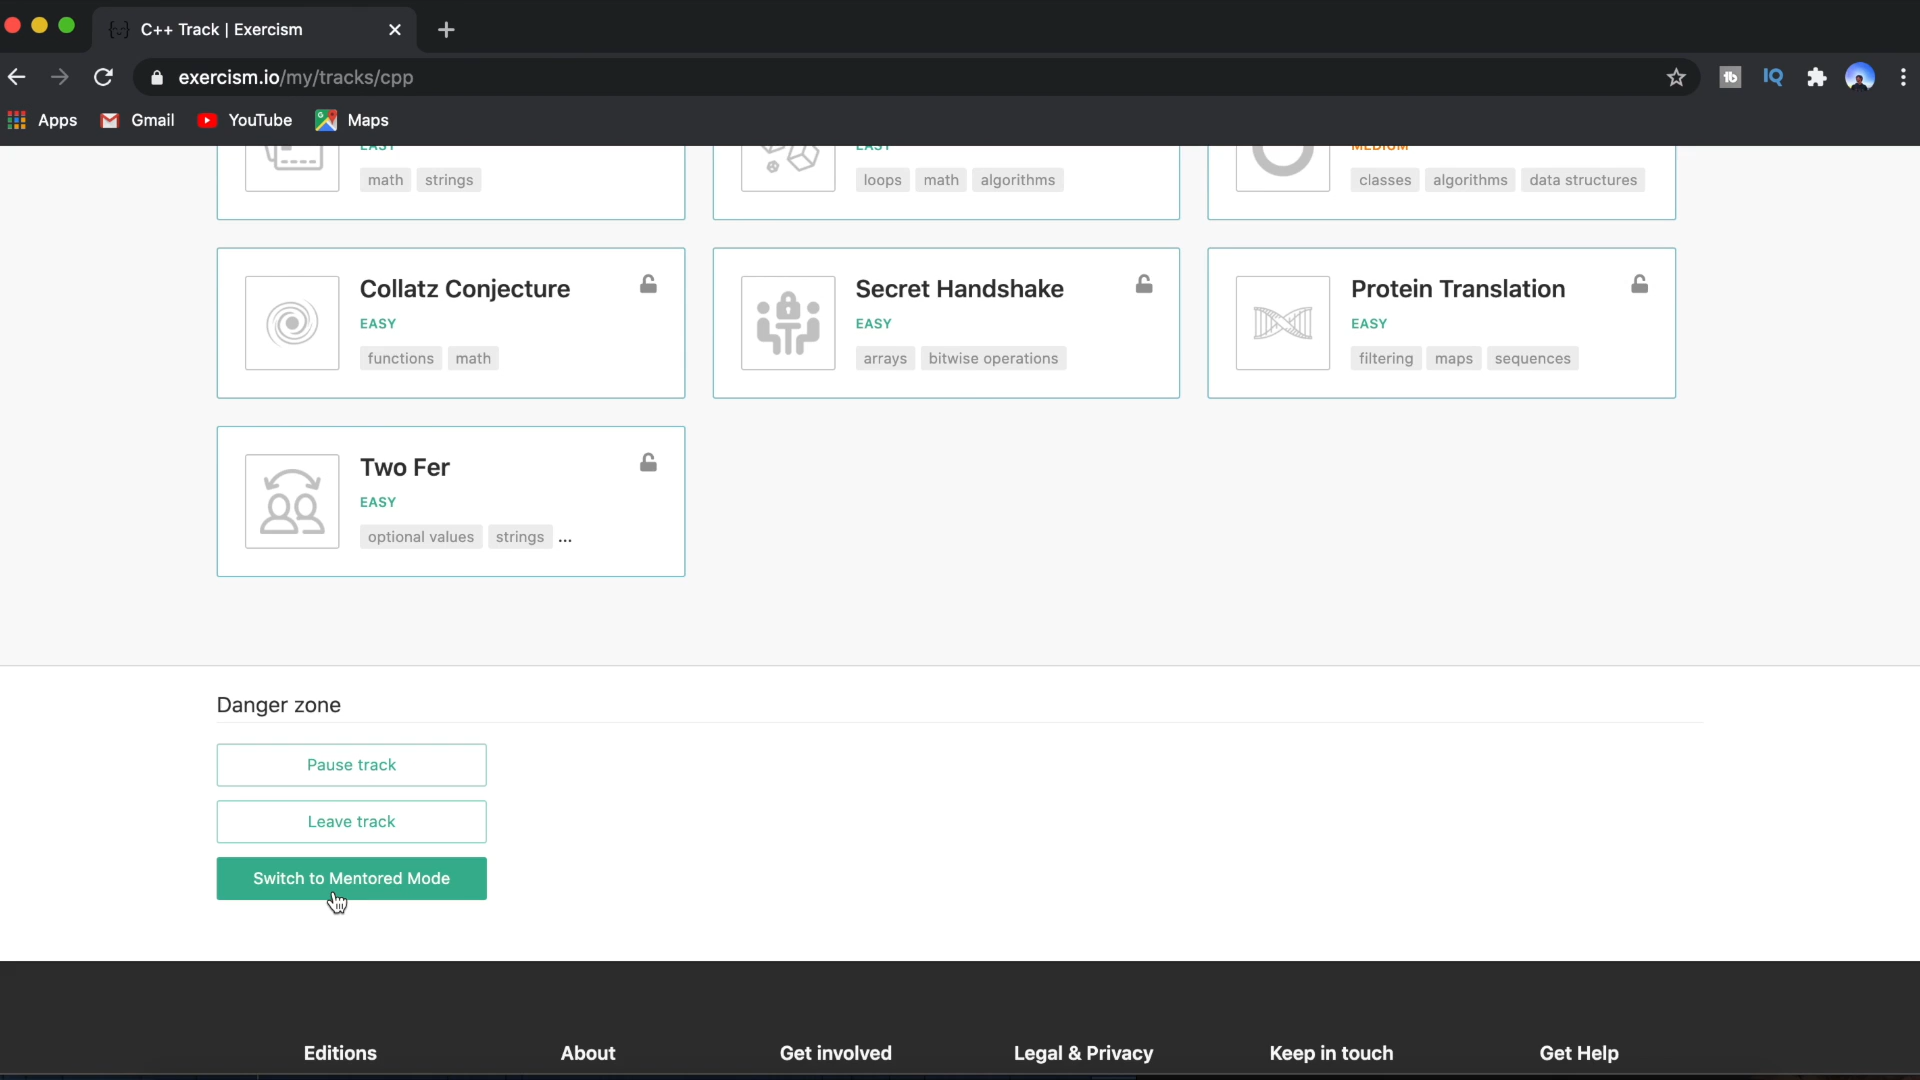 C++ Track | Exercism
exercism.io/my/tracks/cpp
Apps Gmail YouTube Maps
EASY EASY MEDIUM
math strings loops math algorithms classes algorithms data structures
Collatz Conjecture
EASY
functions math
Secret Handshake
EASY
arrays bitwise operations
Protein Translation
EASY
filtering maps sequences
Two Fer
EASY
optional values strings ...
Danger zone
Pause track
Leave track
Switch to Mentored Mode
Editions About Get involved Legal & Privacy Keep in touch Get Help